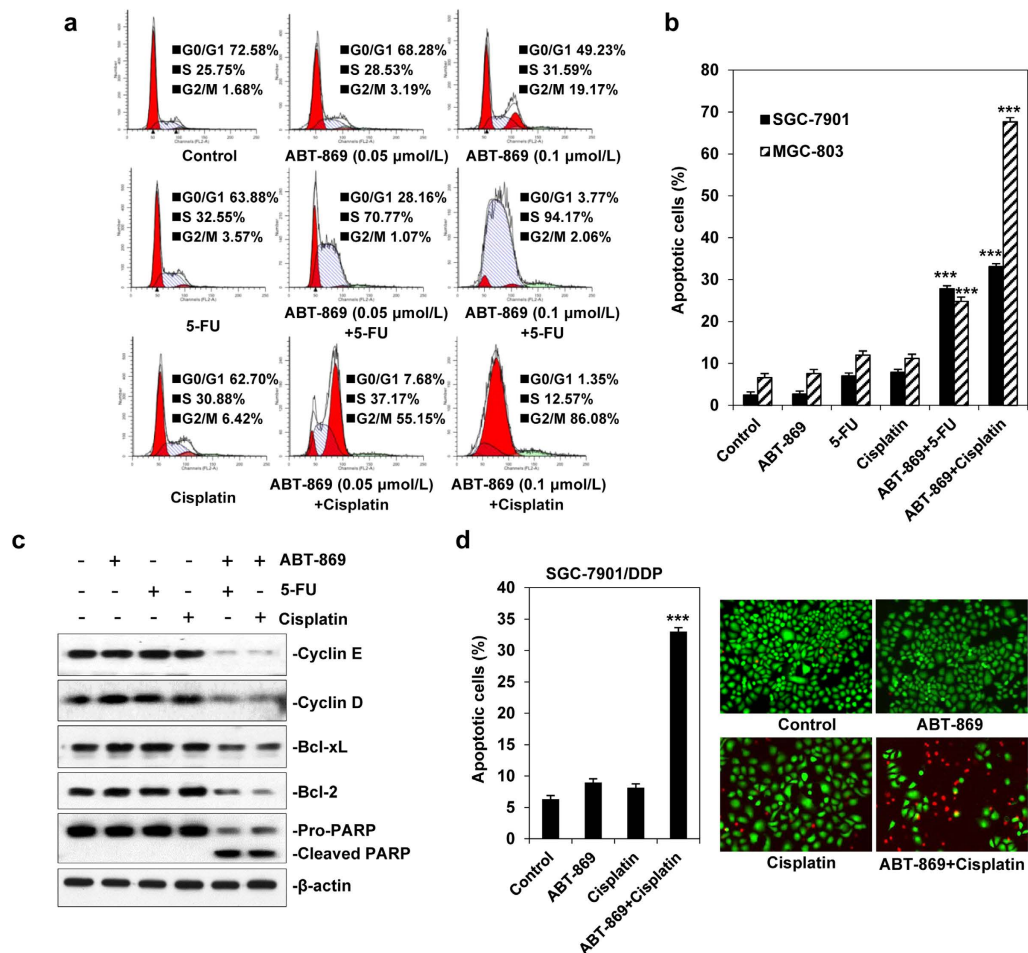 a
■G0/G1 72.58%
■S 25.75%
■G2/M 1.68%
Control
■G0/G1 68.28%
■S 28.53%
■G2/M 3.19%
ABT-869 (0.05 μmol/L)
■G0/G1 49.23%
■S 31.59%
■G2/M 19.17%
ABT-869 (0.1 μmol/L)
■G0/G1 63.88%
■S 32.55%
■G2/M 3.57%
5-FU
■G0/G1 28.16%
■S 70.77%
■G2/M 1.07%
ABT-869 (0.05 μmol/L)
+5-FU
■G0/G1 3.77%
■S 94.17%
■G2/M 2.06%
ABT-869 (0.1 μmol/L)
+5-FU
■G0/G1 62.70%
■S 30.88%
■G2/M 6.42%
Cisplatin
■G0/G1 7.68%
■S 37.17%
■G2/M 55.15%
ABT-869 (0.05 μmol/L)
+Cisplatin
■G0/G1 1.35%
■S 12.57%
■G2/M 86.08%
ABT-869 (0.1 μmol/L)
+Cisplatin
b
Apoptotic cells (%)
80
70
60
50
40
30
20
10
0
SGC-7901
MGC-803
***
***
***
***
Control
ABT-869
5-FU
Cisplatin
ABT-869+5-FU
ABT-869+Cisplatin
c
- + - - + + ABT-869
- - + - + - 5-FU
- - - + - + Cisplatin
-Cyclin E
-Cyclin D
-Bcl-xL
-Bcl-2
-Pro-PARP
-Cleaved PARP
-β-actin
d
SGC-7901/DDP
Apoptotic cells (%)
40
35
30
25
20
15
10
5
0
***
Control
ABT-869
Cisplatin
ABT-869+Cisplatin
Control
ABT-869
Cisplatin
ABT-869+Cisplatin